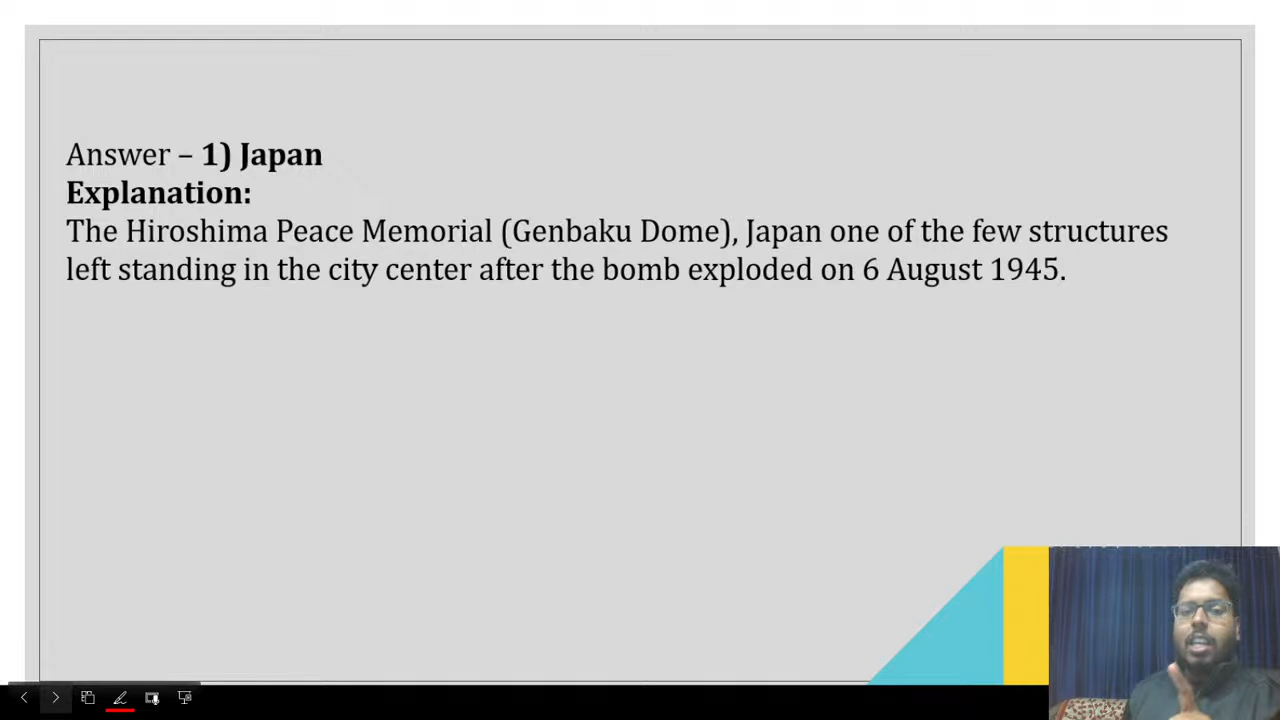 Answer – 1) Japan
Explanation:
The Hiroshima Peace Memorial (Genbaku Dome), Japan one of the few structures
left standing in the city center after the bomb exploded on 6 August 1945.